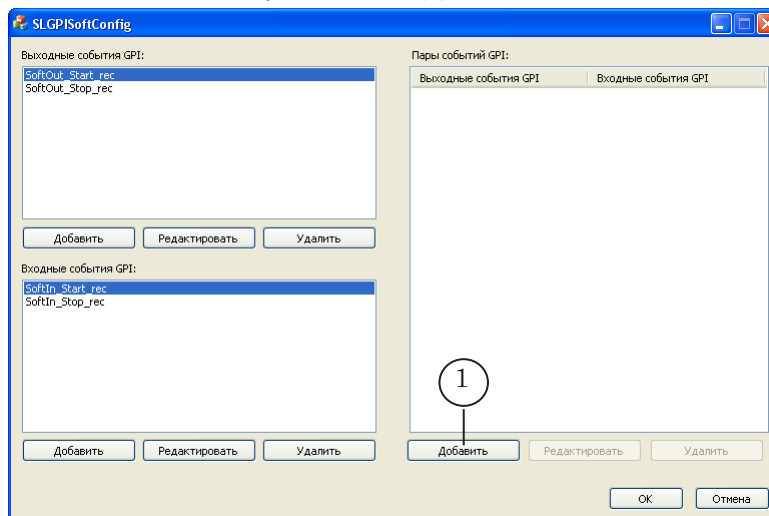 SLGPISoftConfig
Выходные события GPI:
SoftOut_Start_rec
SoftOut_Stop_rec
Добавить Редактировать Удалить
Входные события GPI:
SoftIn_Start_rec
SoftIn_Stop_rec
Добавить Редактировать Удалить
Пары событий GPI:
Выходные события GPI Входные события GPI
1
Добавить Редактировать Удалить
OK Отмена